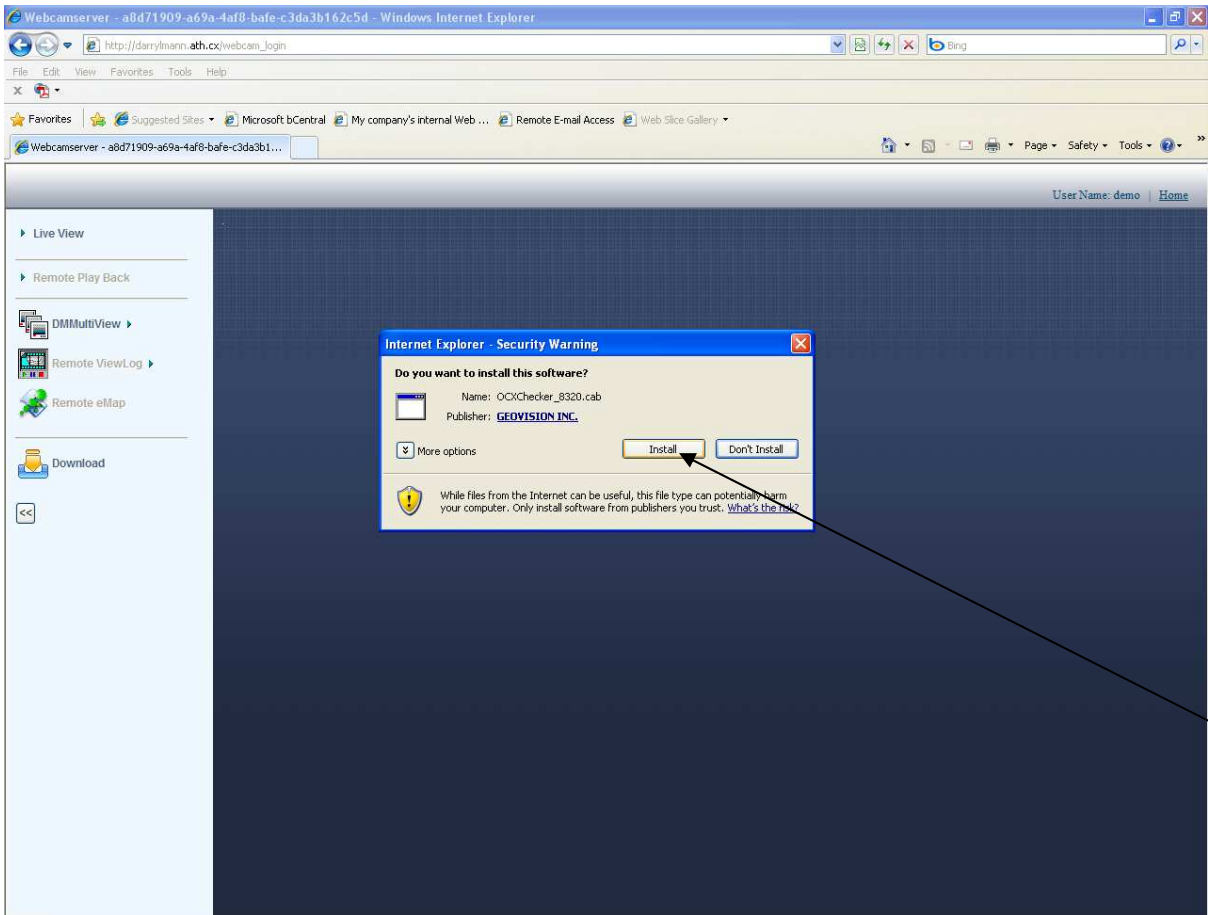 Webcamserver - a8d71909-a69a-4af8-bafe-c3da3b162c5d - Windows Internet Explorer
http://darrylmann.ath.cx/webcam_login
Bing
File Edit View Favorites Tools Help
x
Favorites Suggested Sites Microsoft bCentral My company's internal Web ... Remote E-mail Access Web Slice Gallery
Webcamserver - a8d71909-a69a-4af8-bafe-c3da3b1... Page Safety Tools »
User Name: demo | Home
Live View
Remote Play Back
DMMultiView
Remote ViewLog
Remote eMap
Download
<<
Internet Explorer - Security Warning
Do you want to install this software?
Name: OCXChecker_8320.cab
Publisher: GEOVISION INC.
More options Install Don't Install
While files from the Internet can be useful, this file type can potentially harm
your computer. Only install software from publishers you trust. What's the risk?